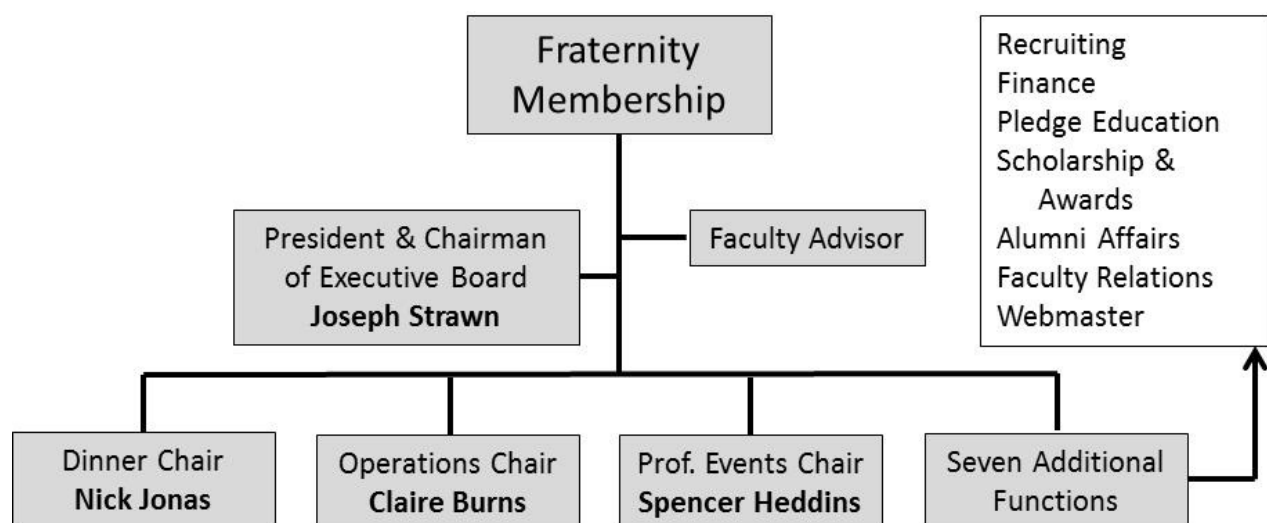 Fraternity
Membership
President & Chairman
of Executive Board
Joseph Strawn
Faculty Advisor
Recruiting
Finance
Pledge Education
Scholarship &
Awards
Alumni Affairs
Faculty Relations
Webmaster
Dinner Chair
Nick Jonas
Operations Chair
Claire Burns
Prof. Events Chair
Spencer Heddins
Seven Additional
Functions